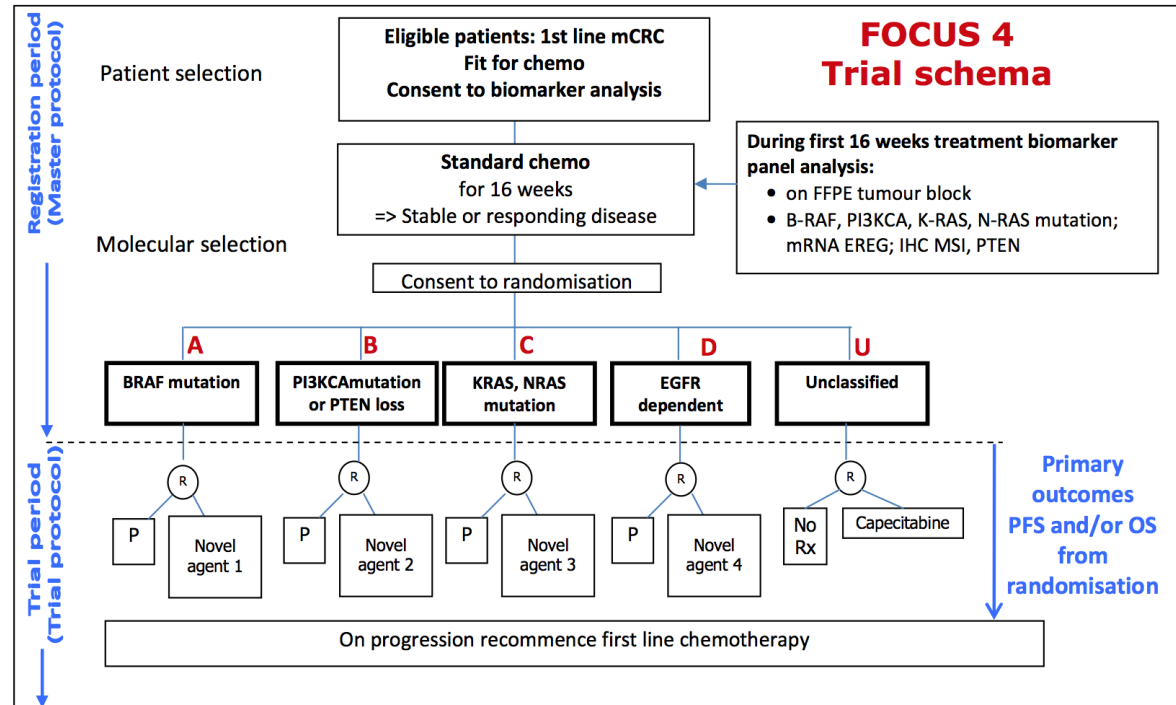 FOCUS 4
Trial schema
Registration period
(Master protocol)
Patient selection
Eligible patients: 1st line mCRC
Fit for chemo
Consent to biomarker analysis
Standard chemo
for 16 weeks
=> Stable or responding disease
During first 16 weeks treatment biomarker
panel analysis:
• on FFPE tumour block
• B-RAF, PI3KCA, K-RAS, N-RAS mutation;
mRNA EREG; IHC MSI, PTEN
Molecular selection
Consent to randomisation
A
B
C
D
U
BRAF mutation
PI3KCAmutation
or PTEN loss
KRAS, NRAS
mutation
EGFR
dependent
Unclassified
Trial period
(Trial protocol)
R
R
R
R
R
P
Novel
agent 1
P
Novel
agent 2
P
Novel
agent 3
P
Novel
agent 4
No
Rx
Capecitabine
Primary
outcomes
PFS and/or OS
from
randomisation
On progression recommence first line chemotherapy